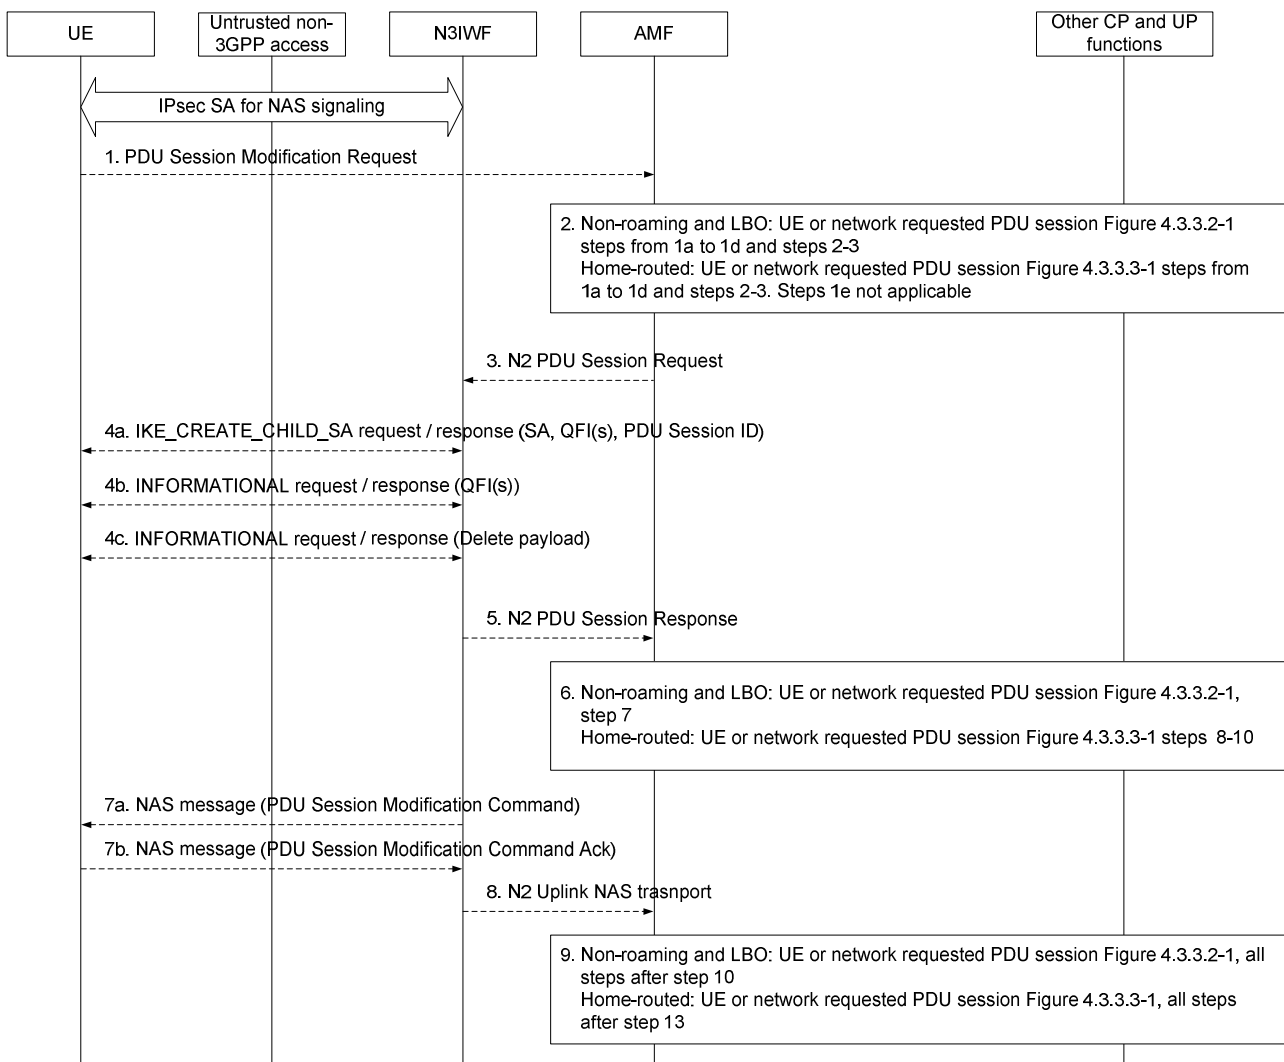 UE
Untrusted non-
3GPP access
N3IWF
AMF
Other CP and UP
functions
IPsec SA for NAS signaling
1. PDU Session Modification Request
2. Non-roaming and LBO: UE or network requested PDU session Figure 4.3.3.2-1
steps from 1a to 1d and steps 2-3
Home-routed: UE or network requested PDU session Figure 4.3.3.3-1 steps from
1a to 1d and steps 2-3. Steps 1e not applicable
3. N2 PDU Session Request
4a. IKE_CREATE_CHILD_SA request / response (SA, QFI(s), PDU Session ID)
4b. INFORMATIONAL request / response (QFI(s))
4c. INFORMATIONAL request / response (Delete payload)
5. N2 PDU Session Response
6. Non-roaming and LBO: UE or network requested PDU session Figure 4.3.3.2-1,
step 7
Home-routed: UE or network requested PDU session Figure 4.3.3.3-1 steps 8-10
7a. NAS message (PDU Session Modification Command)
7b. NAS message (PDU Session Modification Command Ack)
8. N2 Uplink NAS trasnport
9. Non-roaming and LBO: UE or network requested PDU session Figure 4.3.3.2-1, all
steps after step 10
Home-routed: UE or network requested PDU session Figure 4.3.3.3-1, all steps
after step 13